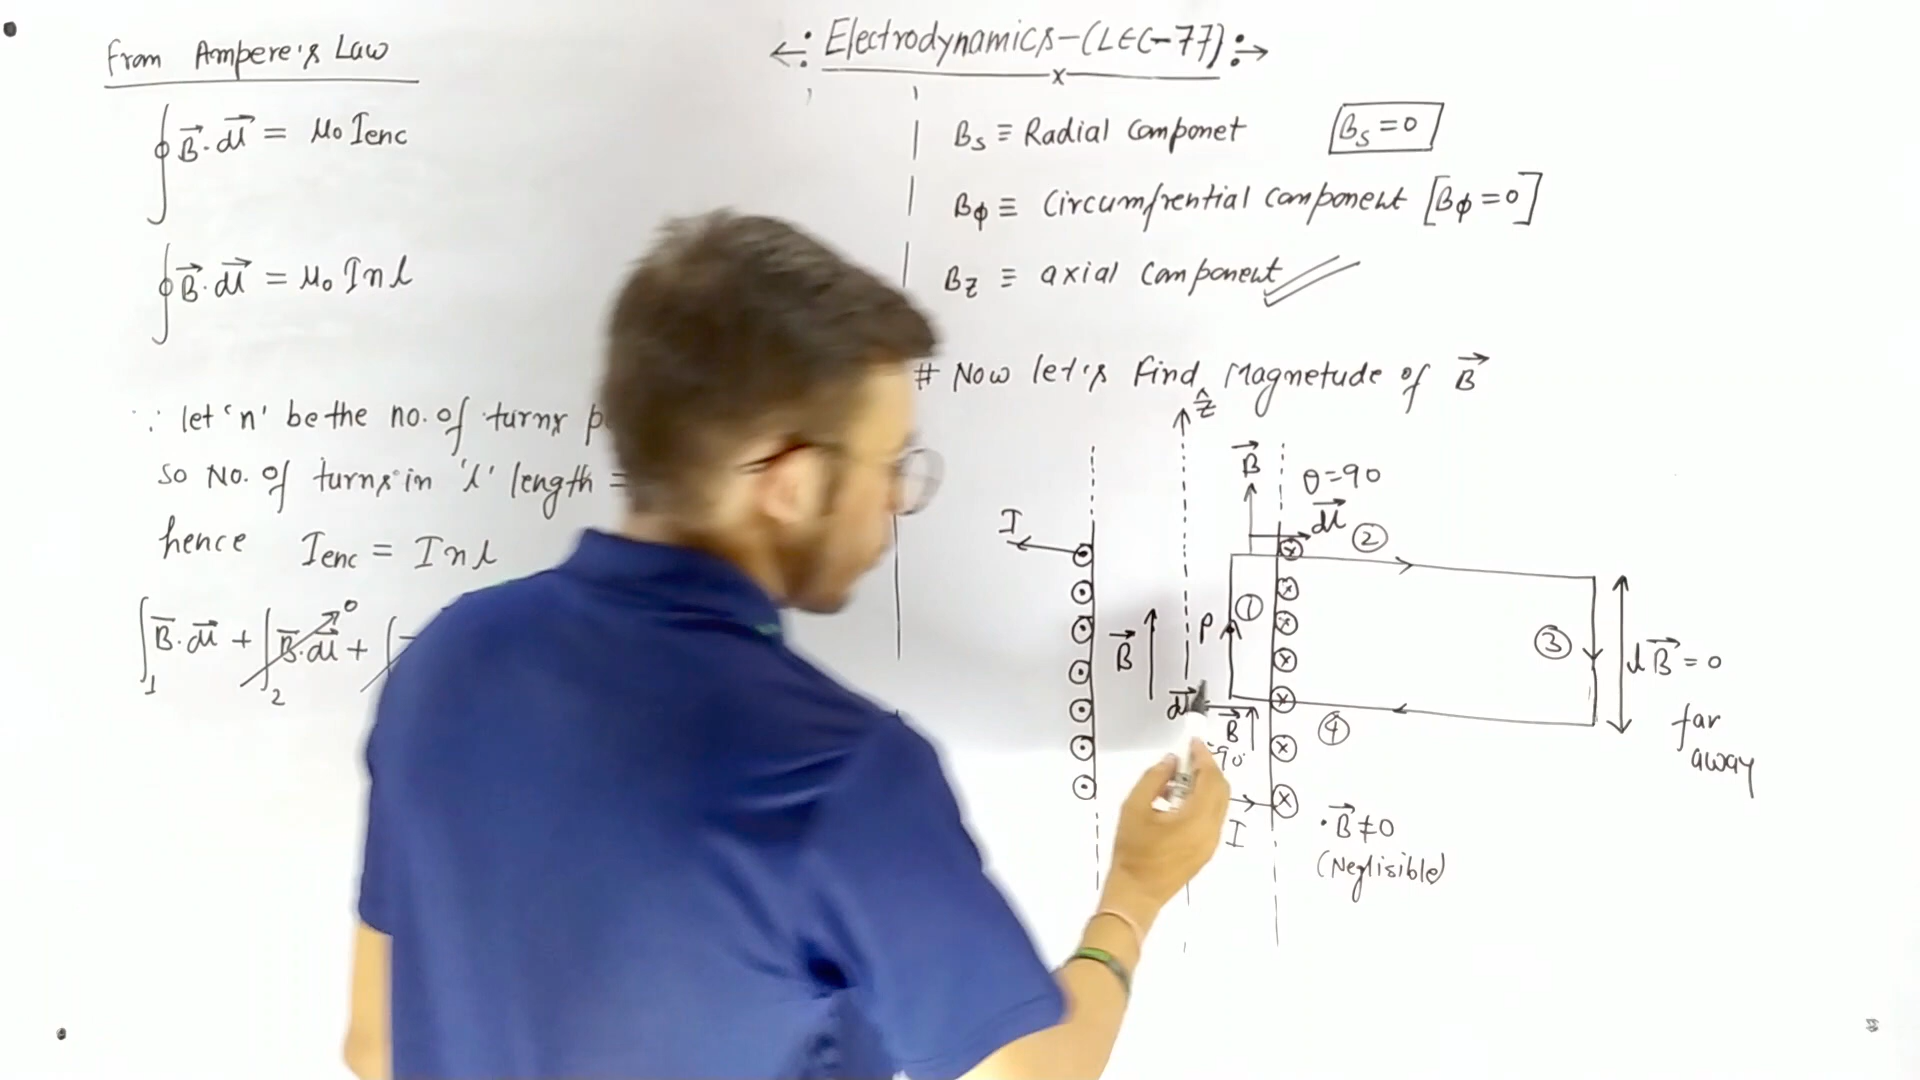 Electrodynamics-(LEC-77)
From Ampere's Law
∮ B⃗. dl⃗ = μ₀ Ienc
∮ B⃗. dl⃗ = μ₀ I n l
∵ let 'n' be the no. of turns
so No. of turns in 'l' length =
hence Ienc = I n l
∫₁ B⃗. dl⃗ + ∫₂ B⃗. dl⃗ 0 +
Bs ≡ Radial Componet Bs = 0
Bϕ ≡ Circumfrential Component [Bϕ = 0]
Bz ≡ axial Component
# Now let's Find Magnetude of B⃗
ẑ
B⃗ θ=90
dl⃗
I
①
②
③
④
P
B⃗
l B⃗ = 0
far
away
dl⃗
B⃗
90
I
. B⃗ ≠ 0
(Neglisible)